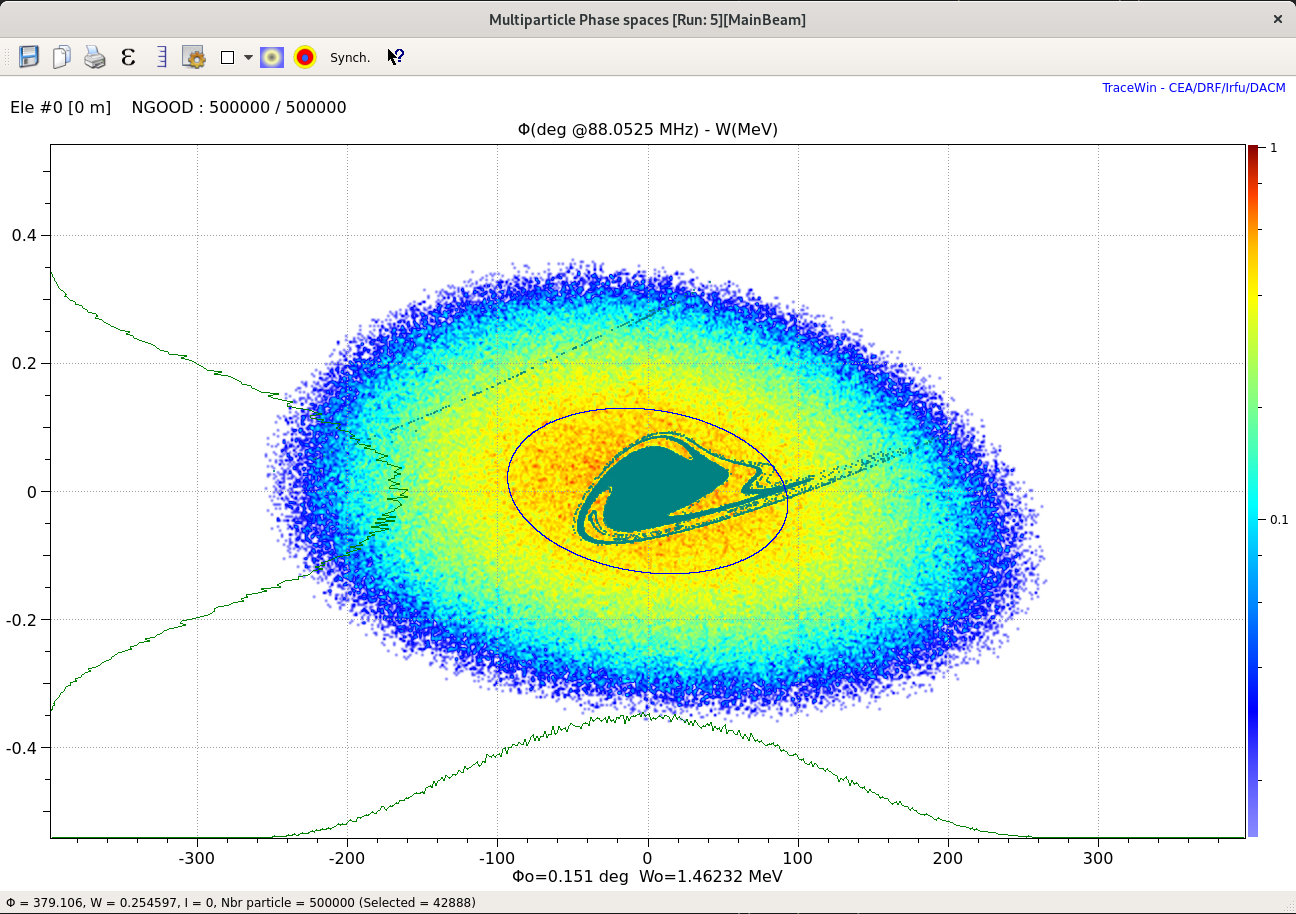 Multiparticle Phase spaces [Run: 5][MainBeam]
ε Synch. ?
TraceWin - CEA/DRF/Irfu/DACM
Ele #0 [0 m] NGOOD : 500000 / 500000
Φ(deg @88.0525 MHz) - W(MeV)
1
0.4
0.2
0
0.1
-0.2
-0.4
-300 -200 -100 0 100 200 300
Φo=0.151 deg Wo=1.46232 MeV
Φ = 379.106, W = 0.254597, I = 0, Nbr particle = 500000 (Selected = 42888)